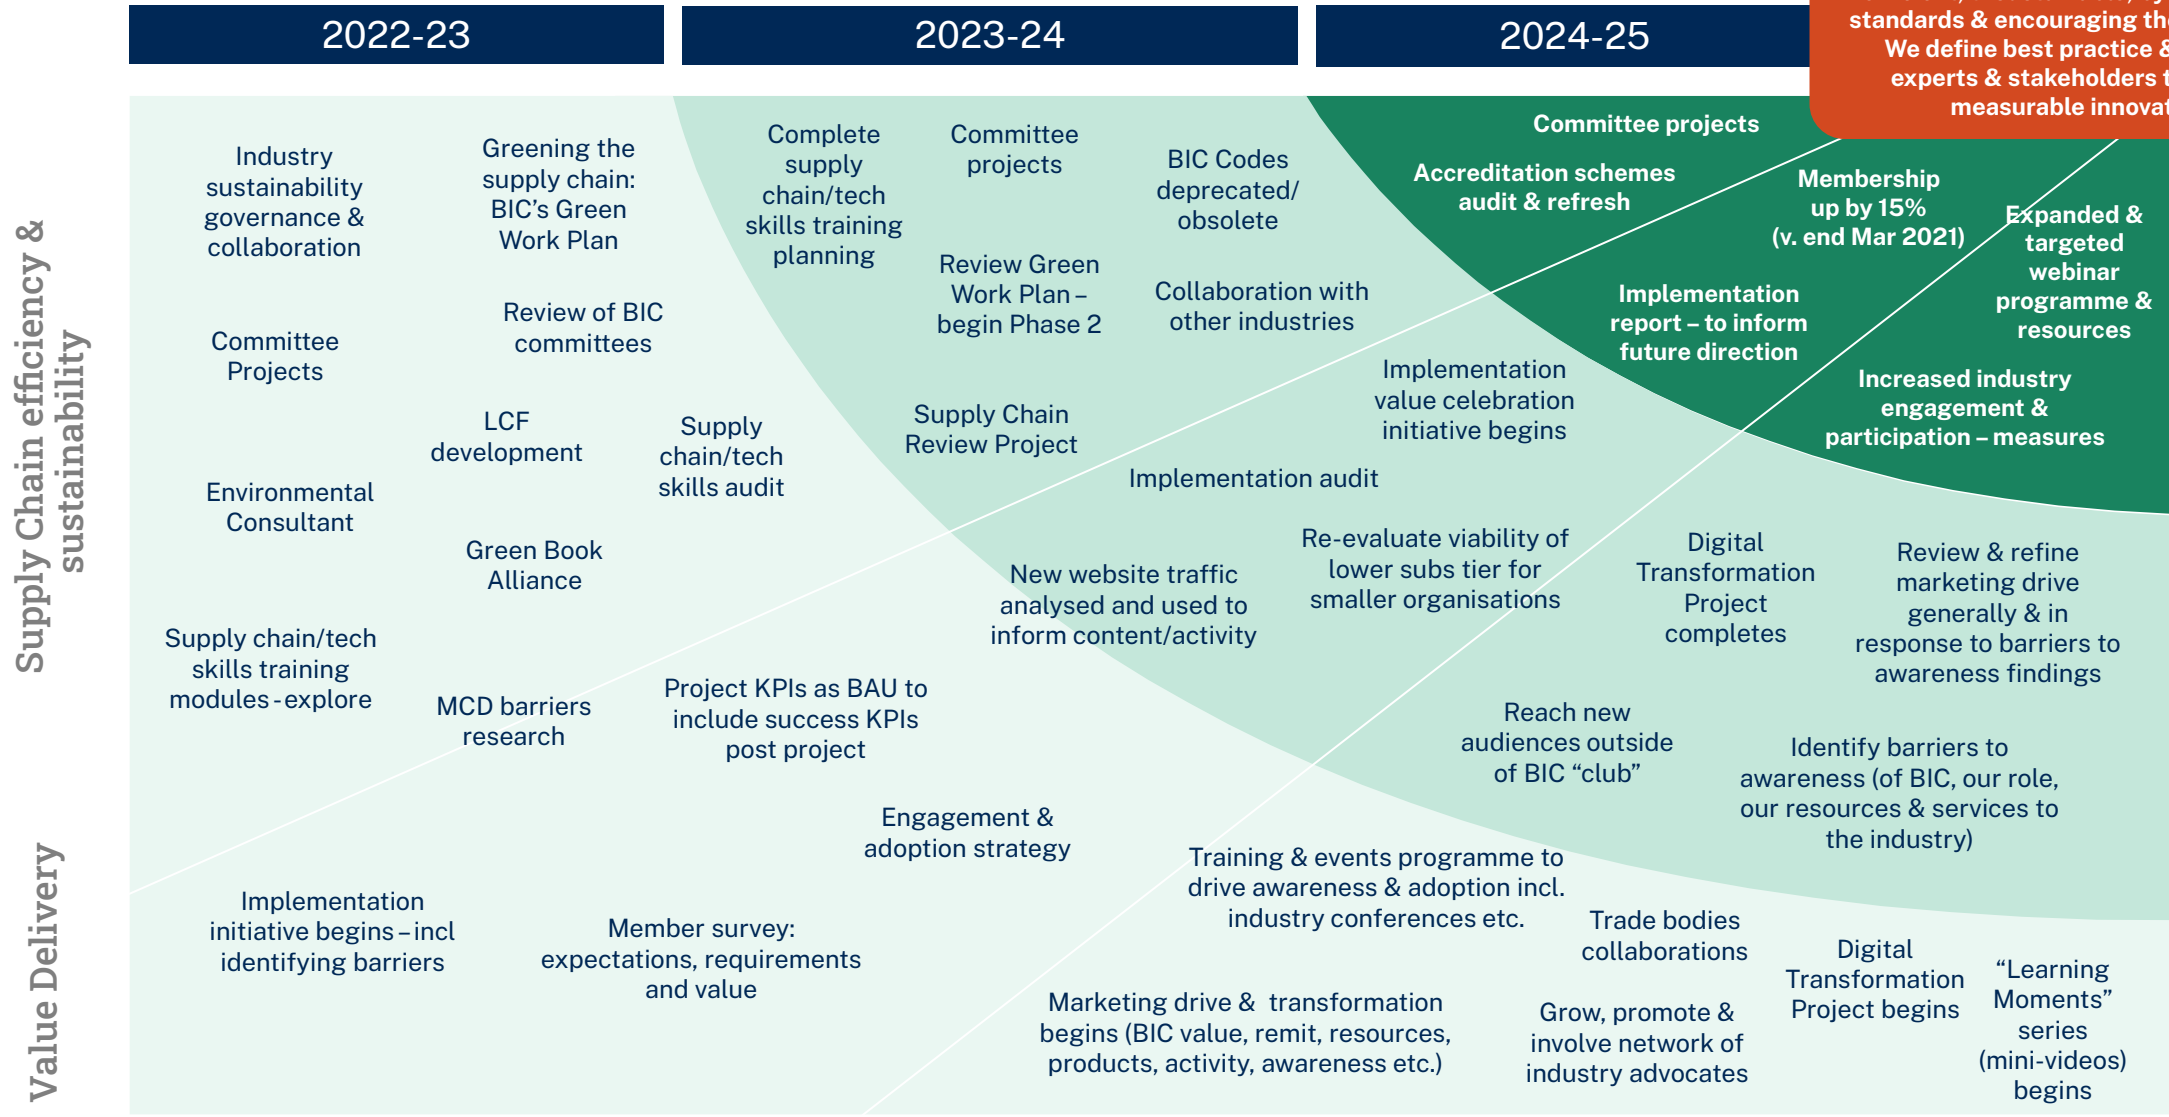 2022-23
2023-24
2024-25
standards & encouraging
We define best practice &
experts & stakeholders
measurable
Supply Chain efficiency &
sustainability
Value Delivery
Industry
sustainability
governance &
collaboration
Greening the
supply chain:
BIC’s Green
Work Plan
Review of BIC
committees
Committee
Projects
LCF
development
Supply
chain/tech
skills audit
Environmental
Consultant
Green Book
Alliance
Supply chain/tech
skills training
modules - explore
MCD barriers
research
Complete
supply
chain/tech
skills training
planning
Committee
projects
BIC Codes
deprecated/
obsolete
Review Green
Work Plan –
begin Phase 2
Collaboration with
other industries
Supply Chain
Review Project
Committee projects
Accreditation schemes
audit & refresh
Membership
up by 15%
(v. end Mar 2021)
Expanded &
targeted
webinar
programme &
resources
Implementation
report – to inform
future direction
Increased industry
engagement &
participation – measures
Implementation
value celebration
initiative begins
Implementation audit
New website traffic
analysed and used to
inform content/activity
Re-evaluate viability of
lower subs tier for
smaller organisations
Digital
Transformation
Project
completes
Review & refine
marketing drive
generally & in
response to barriers to
awareness findings
Project KPIs as BAU to
include success KPIs
post project
Reach new
audiences outside
of BIC “club”
Identify barriers to
awareness (of BIC, our role,
our resources & services to
the industry)
Engagement &
adoption strategy
Implementation
initiative begins – incl
identifying barriers
Member survey:
expectations, requirements
and value
Training & events programme to
drive awareness & adoption incl.
industry conferences etc.
Trade bodies
collaborations
Marketing drive & transformation
begins (BIC value, remit, resources,
products, activity, awareness etc.)
Grow, promote &
involve network of
industry advocates
Digital
Transformation
Project begins
“Learning
Moments”
series
(mini-videos)
begins